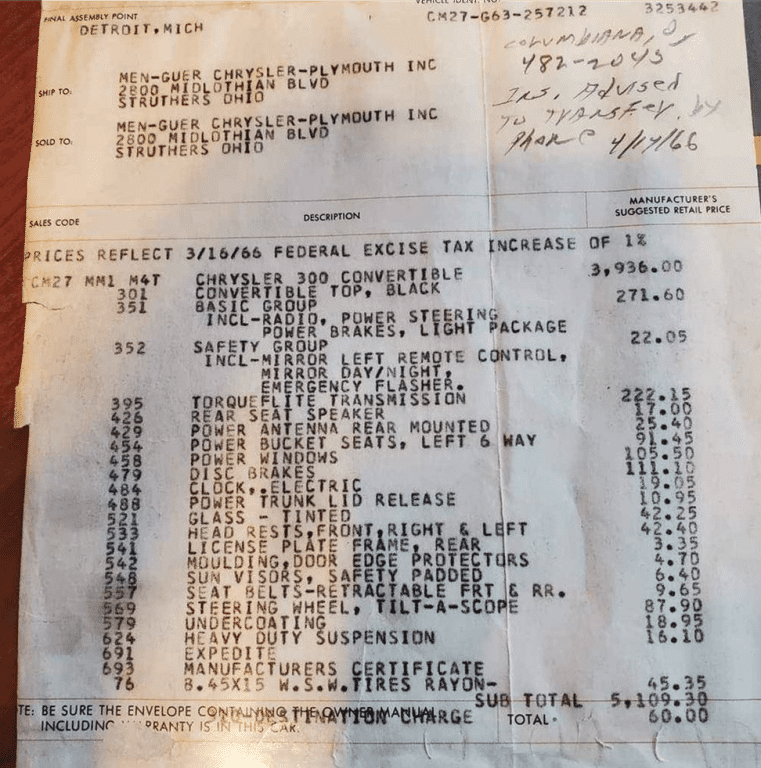 FINAL ASSEMBLY POINT
DETROIT, MICH
VEHICLE IDENT. NO.
CM27-G63-257212
3253442
COLUMBIANA, O
482-2045
INS. Advised
TO TRANSFER by
Phone 4/17/66
SHIP TO:
MEN-GUER CHRYSLER-PLYMOUTH INC
2800 MIDLOTHIAN BLVD
STRUTHERS OHIO
SOLD TO:
MEN-GUER CHRYSLER-PLYMOUTH INC
2800 MIDLOTHIAN BLVD
STRUTHERS OHIO
SALES CODE DESCRIPTION MANUFACTURER'S SUGGESTED RETAIL PRICE
PRICES REFLECT 3/16/66 FEDERAL EXCISE TAX INCREASE OF 1%
CM27 MM1 M4T CHRYSLER 300 CONVERTIBLE 3,936.00
301 CONVERTIBLE TOP, BLACK
351 BASIC GROUP 271.60
INCL-RADIO, POWER STEERING
POWER BRAKES, LIGHT PACKAGE
352 SAFETY GROUP 22.05
INCL-MIRROR LEFT REMOTE CONTROL,
MIRROR DAY/NIGHT,
EMERGENCY FLASHER.
395 TORQUEFLITE TRANSMISSION 222.15
426 REAR SEAT SPEAKER 17.00
429 POWER ANTENNA REAR MOUNTED 25.40
454 POWER BUCKET SEATS, LEFT 6 WAY 91.45
458 POWER WINDOWS 105.50
479 DISC BRAKES 111.10
484 CLOCK,.ELECTRIC 19.05
488 POWER TRUNK LID RELEASE 10.95
521 GLASS - TINTED 42.25
533 HEAD RESTS,FRONT,RIGHT & LEFT 42.40
541 LICENSE PLATE FRAME, REAR 3.35
542 MOULDING,DOOR EDGE PROTECTORS 4.70
548 SUN VISORS, SAFETY PADDED 6.40
557 SEAT BELTS-RETRACTABLE FRT & RR. 9.65
569 STEERING WHEEL, TILT-A-SCOPE 87.90
579 UNDERCOATING 18.95
624 HEAVY DUTY SUSPENSION 16.10
691 EXPEDITE
693 MANUFACTURERS CERTIFICATE
76 8.45X15 W.S.W.TIRES RAYON- 45.35
SUB TOTAL 5,109.30
DESTINATION CHARGE 60.00
TE: BE SURE THE ENVELOPE CONTAINING THE OWNER MANUAL
INCLUDING WARRANTY IS IN THIS CAR.
TOTAL